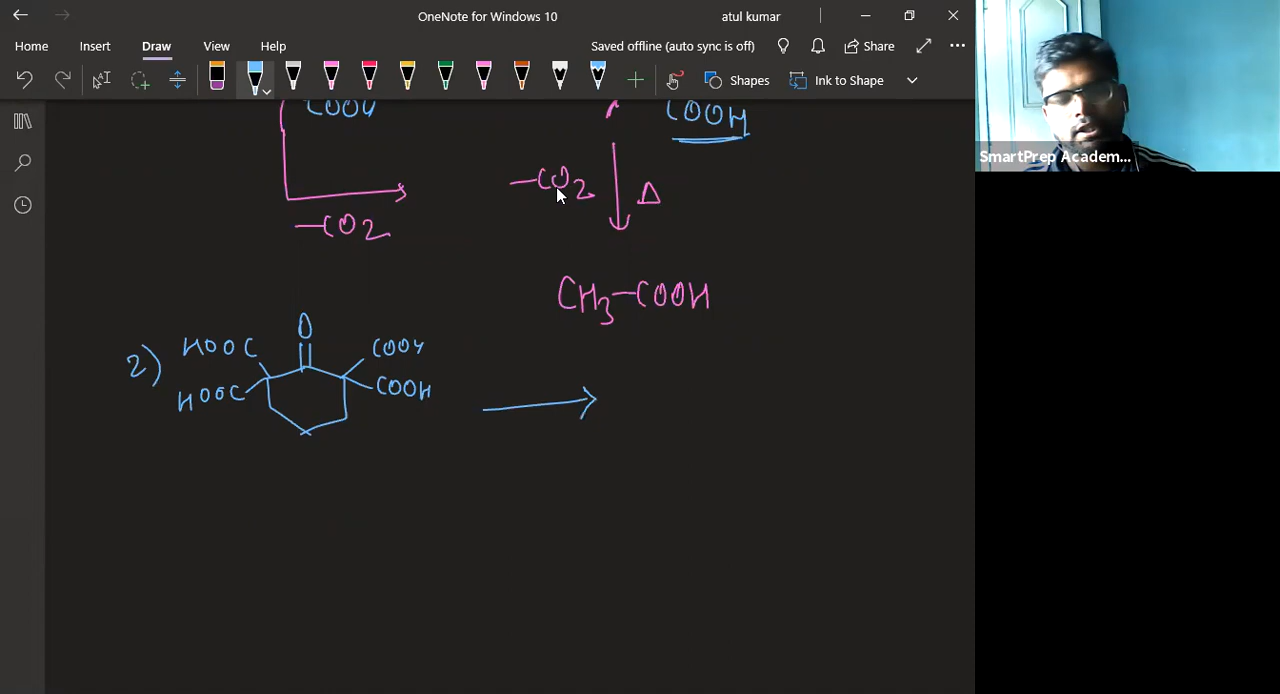 OneNote for Windows 10
atul kumar
Home Insert Draw View Help
Saved offline (auto sync is off)
Share
Shapes
Ink to Shape
SmartPrep Academ...
COOH
COOH
-CO2
Δ
-CO2
CH3-COOH
O
2)
HOOC
COOH
HOOC
COOH